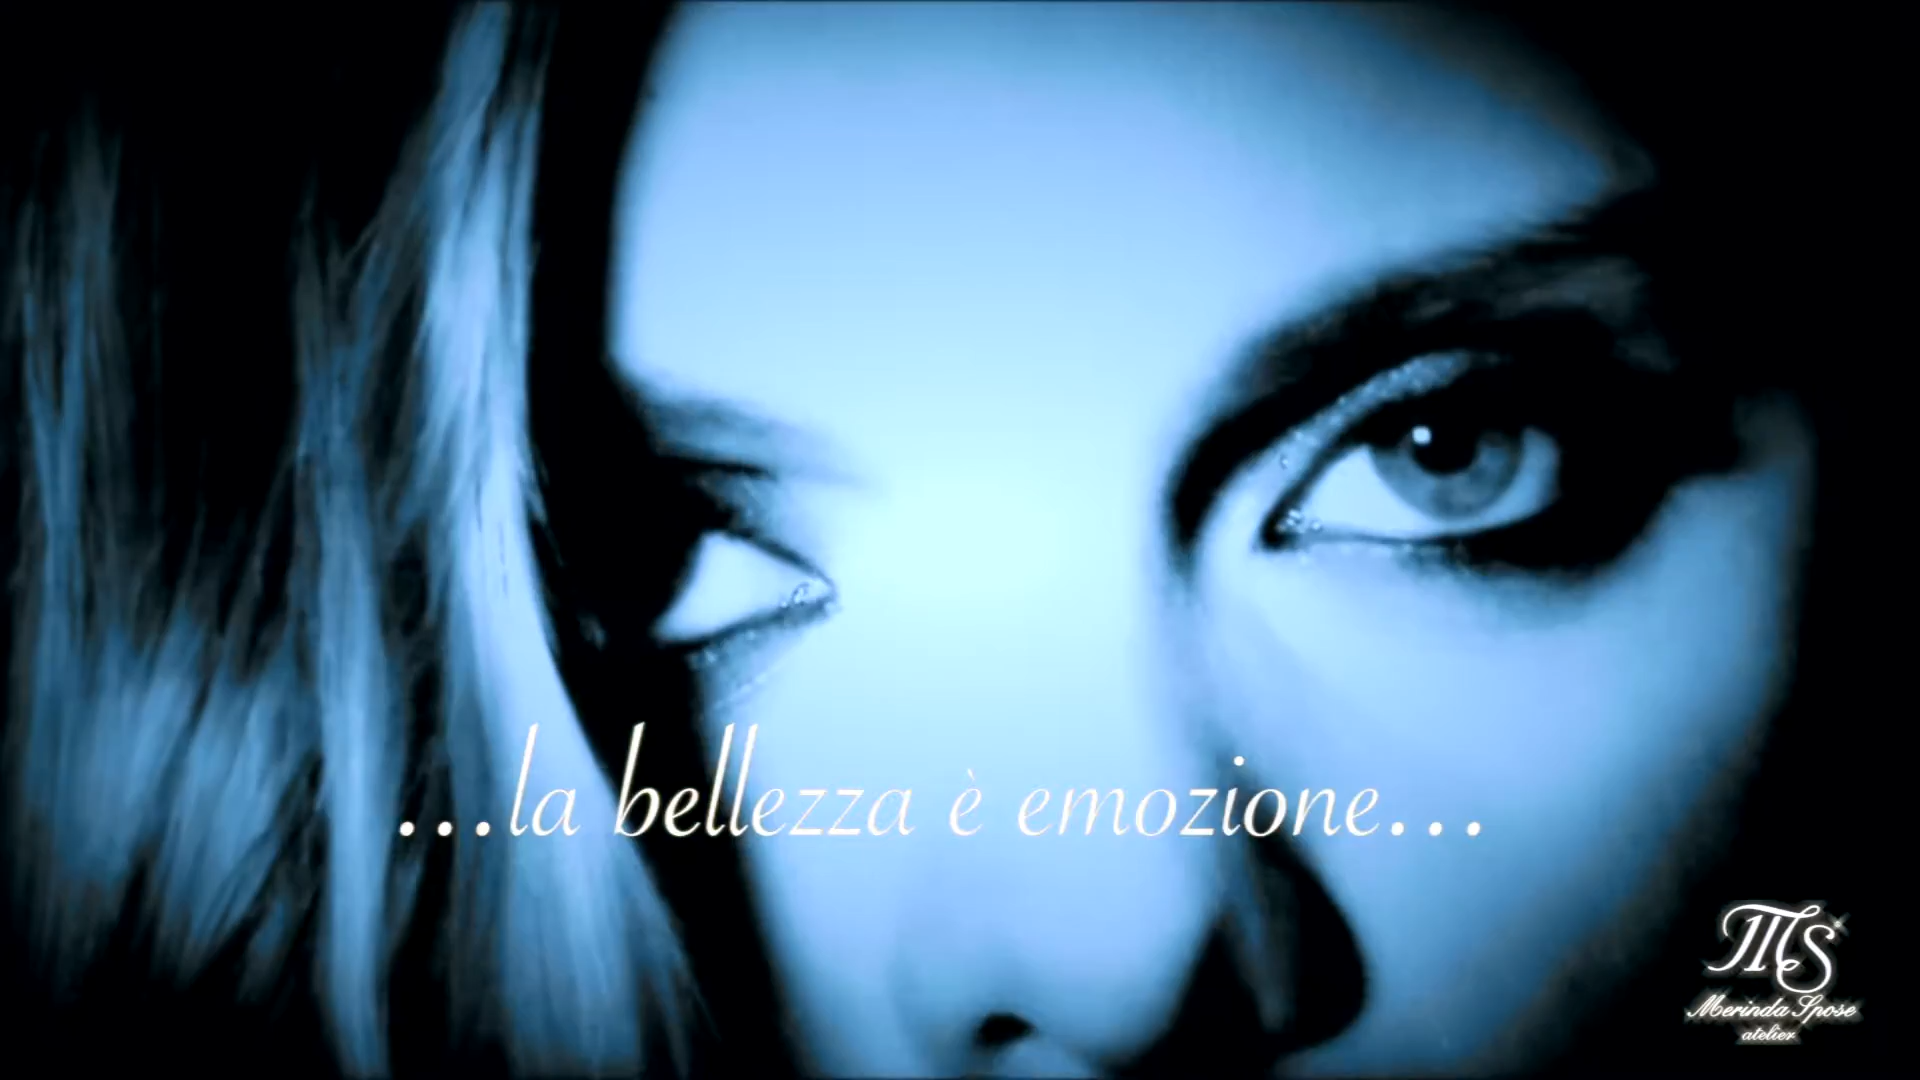 ...la bellezza è emozione...
MS
Merinda Spose
atelier